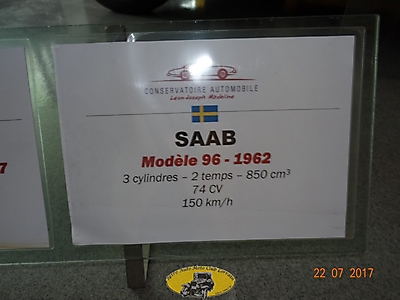 CONSERVATOIRE AUTOMOBILE
SAAB
Modèle 96 - 1962
3 cylindres – 2 temps – 850 cm³
74 CV
150 km/h
7
22 07 2017